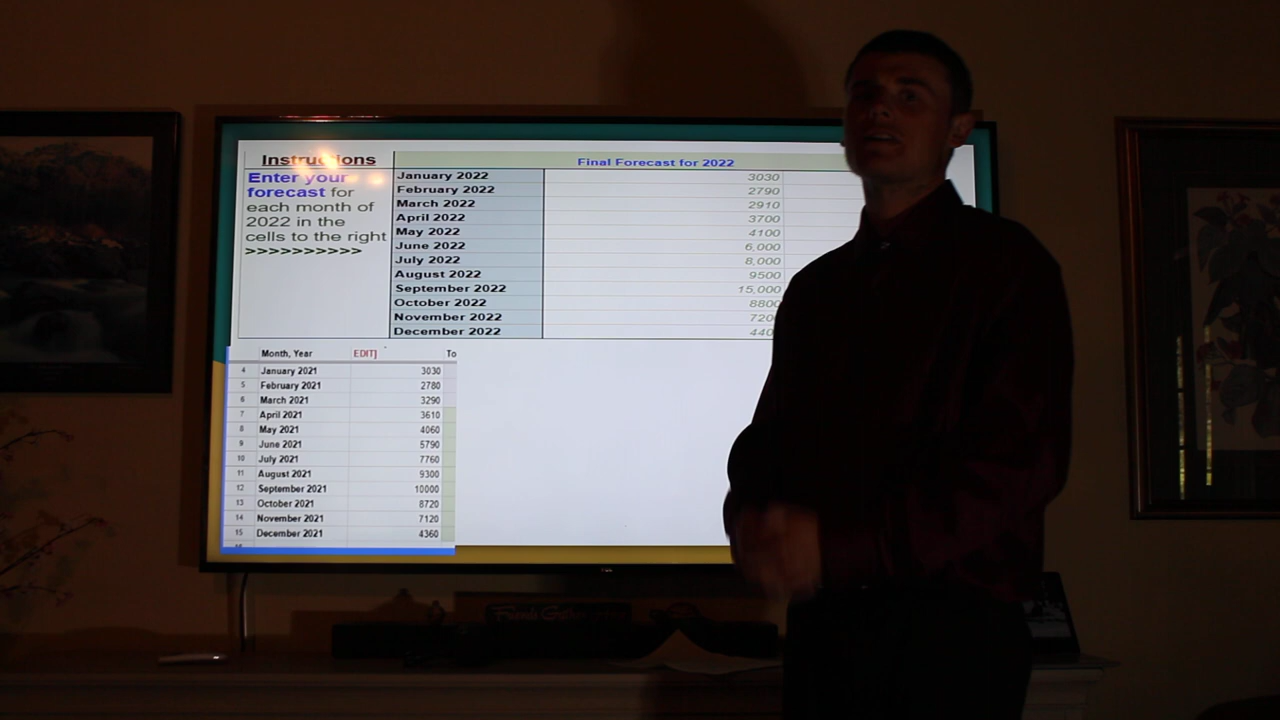 Instructions
Enter your
forecast for
each month of
2022 in the
cells to the right
>>>>>>>>>>
Final Forecast for 2022
January 2022 3030
February 2022 2790
March 2022 2910
April 2022 3700
May 2022 4100
June 2022 6,000
July 2022 8,000
August 2022 9500
September 2022 15,000
October 2022 8800
November 2022 720
December 2022 440
Month, Year EDIT] To
4 January 2021 3030
5 February 2021 2780
6 March 2021 3290
7 April 2021 3610
8 May 2021 4060
9 June 2021 5790
10 July 2021 7760
11 August 2021 9300
12 September 2021 10000
13 October 2021 8720
14 November 2021 7120
15 December 2021 4360